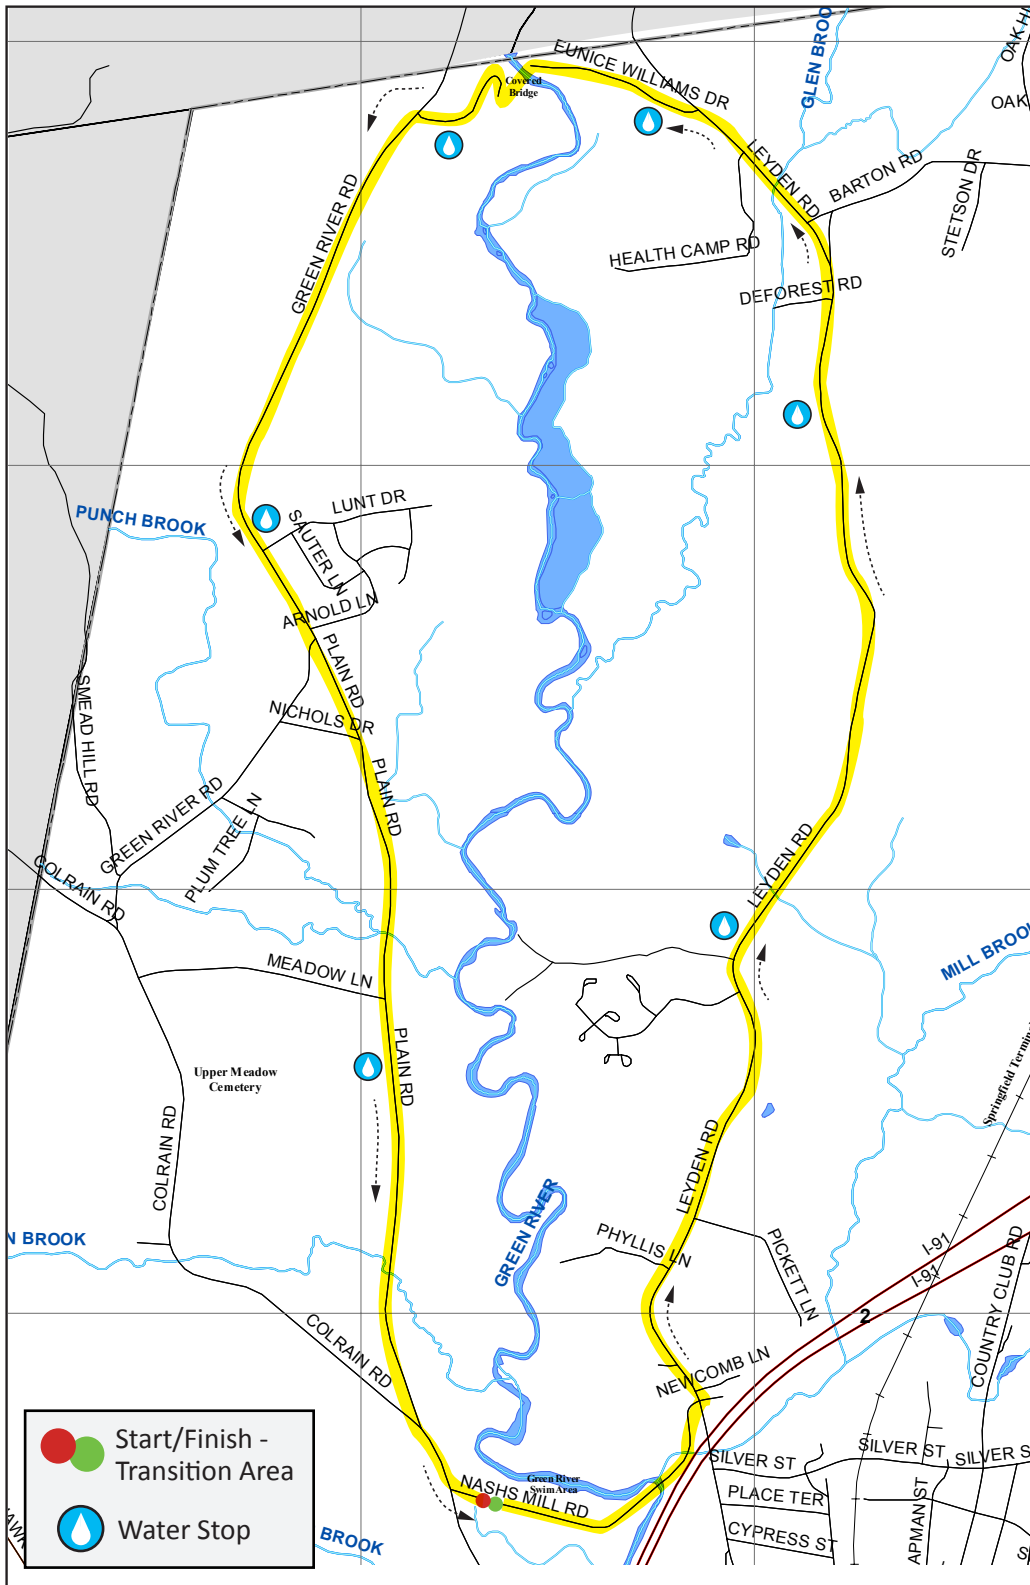 EUNICE WILLIAMS DR
GLEN BROO
OAK H
OAK
Covered
Bridge
LEYDEN RD
BARTON RD
STETSON DR
GREEN RIVER RD
HEALTH CAMP RD
DEFOREST RD
PUNCH BROOK
LUNT DR
SAUTER LN
ARNOLD LN
PLAIN RD
NICHOLS DR
SMEAD HILL RD
PLAIN RD
GREEN RIVER RD
PLUM TREE LN
COLRAIN RD
LEYDEN RD
MEADOW LN
MILL BROOK
Upper Meadow
Cemetery
PLAIN RD
Springfield Terminal
COLRAIN RD
LEYDEN RD
GREEN RIVER
PHYLLIS LN
PICKETT LN
N BROOK
I-91
I-91
2
COUNTRY CLUB RD
COLRAIN RD
NEWCOMB LN
Start/Finish -
Transition Area
Water Stop
NASHS MILL RD
Green River
Swim Area
SILVER ST
SILVER ST
SILVER S
PLACE TER
CYPRESS ST
APMAN ST
BROOK